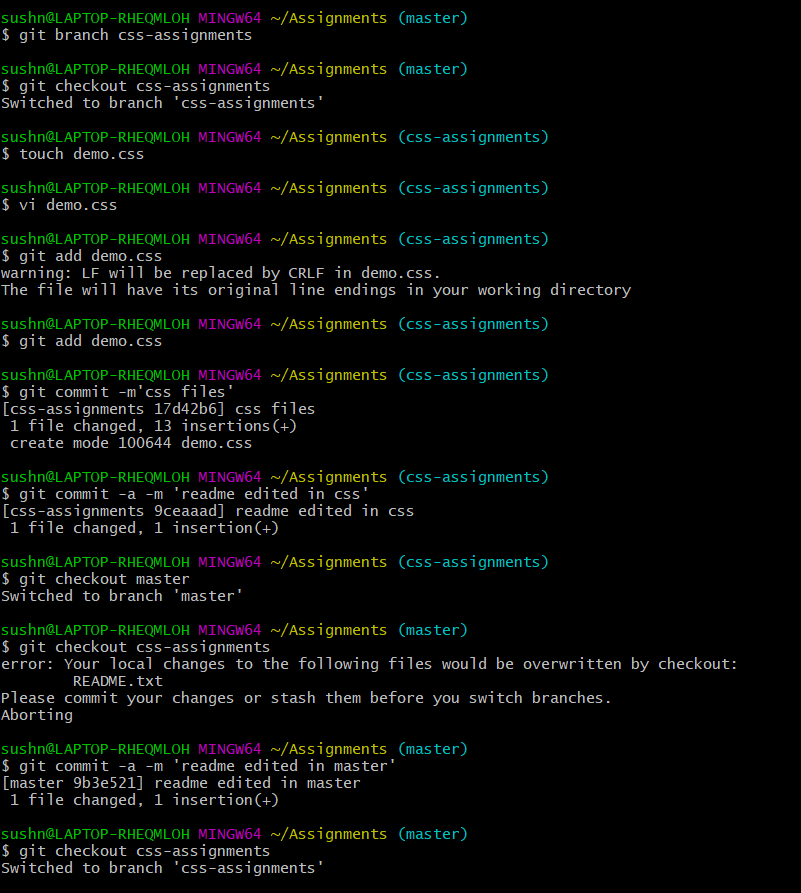 sushn@LAPTOP-RHEQMLOH MINGW64 ~/Assignments (master)
$ git branch css-assignments
sushn@LAPTOP-RHEQMLOH MINGW64 ~/Assignments (master)
$ git checkout css-assignments
Switched to branch 'css-assignments'
sushn@LAPTOP-RHEQMLOH MINGW64 ~/Assignments (css-assignments)
$ touch demo.css
sushn@LAPTOP-RHEQMLOH MINGW64 ~/Assignments (css-assignments)
$ vi demo.css
sushn@LAPTOP-RHEQMLOH MINGW64 ~/Assignments (css-assignments)
$ git add demo.css
warning: LF will be replaced by CRLF in demo.css.
The file will have its original line endings in your working directory
sushn@LAPTOP-RHEQMLOH MINGW64 ~/Assignments (css-assignments)
$ git add demo.css
sushn@LAPTOP-RHEQMLOH MINGW64 ~/Assignments (css-assignments)
$ git commit -m'css files'
[css-assignments 17d42b6] css files
1 file changed, 13 insertions(+)
create mode 100644 demo.css
sushn@LAPTOP-RHEQMLOH MINGW64 ~/Assignments (css-assignments)
$ git commit -a -m 'readme edited in css'
[css-assignments 9ceaaad] readme edited in css
1 file changed, 1 insertion(+)
sushn@LAPTOP-RHEQMLOH MINGW64 ~/Assignments (css-assignments)
$ git checkout master
Switched to branch 'master'
sushn@LAPTOP-RHEQMLOH MINGW64 ~/Assignments (master)
$ git checkout css-assignments
error: Your local changes to the following files would be overwritten by checkout:
README.txt
Please commit your changes or stash them before you switch branches.
Aborting
sushn@LAPTOP-RHEQMLOH MINGW64 ~/Assignments (master)
$ git commit -a -m 'readme edited in master'
[master 9b3e521] readme edited in master
1 file changed, 1 insertion(+)
sushn@LAPTOP-RHEQMLOH MINGW64 ~/Assignments (master)
$ git checkout css-assignments
Switched to branch 'css-assignments'